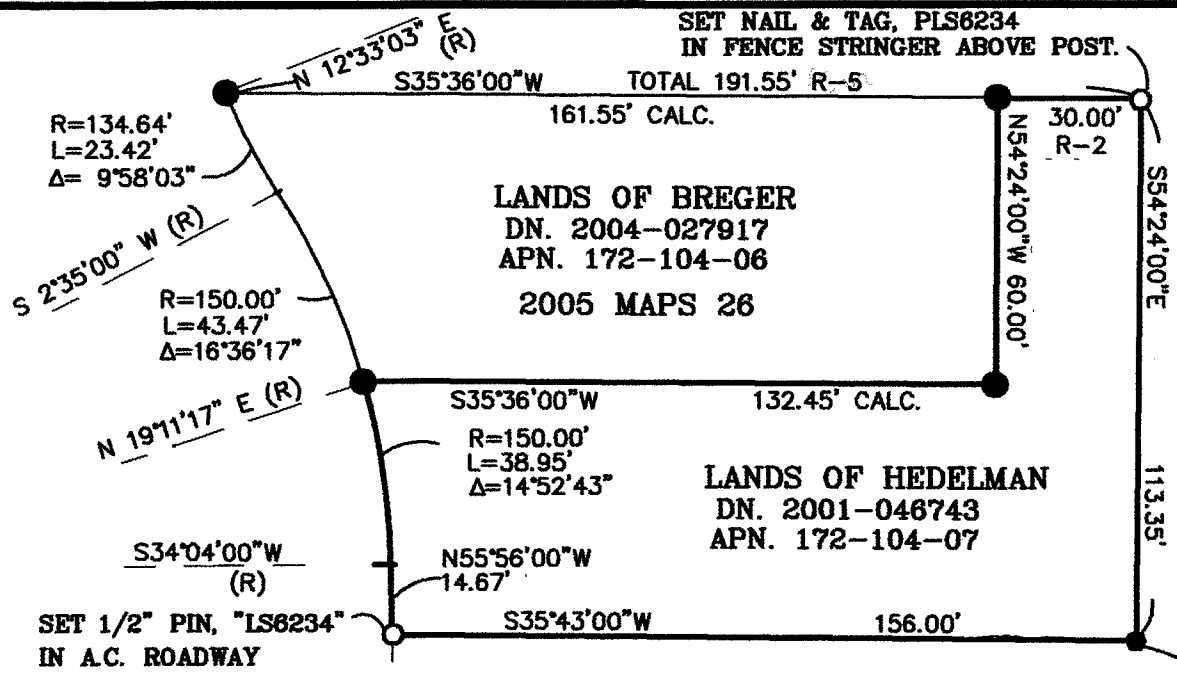 SET NAIL & TAG, PLS6234
IN FENCE STRINGER ABOVE POST.
N 12°33'03" E
(R)
S35°36'00"W TOTAL 191.55' R-5
161.55' CALC.
30.00'
R-2
R=134.64'
L=23.42'
Δ= 9°58'03"
N54°24'00"W 60.00'
S54°24'00"E
113.35'
LANDS OF BREGER
DN. 2004-027917
APN. 172-104-06
2005 MAPS 26
S 2°35'00" W (R)
R=150.00'
L=43.47'
Δ=16°36'17"
S35°36'00"W 132.45' CALC.
N 19°11'17" E (R)
R=150.00'
L=38.95'
Δ=14°52'43"
LANDS OF HEDELMAN
DN. 2001-046743
APN. 172-104-07
S34°04'00"W
(R)
N55°56'00"W
14.67'
SET 1/2" PIN, "LS6234"
IN A.C. ROADWAY
S35°43'00"W 156.00'